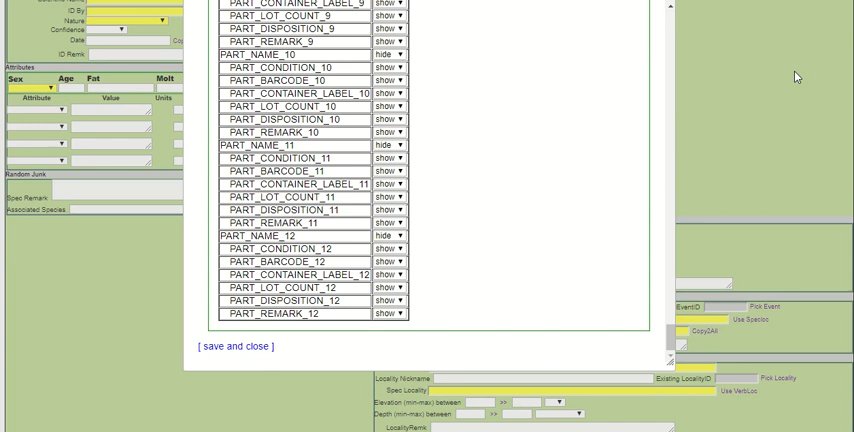 PART_CONTAINER_LABEL_9 show
PART_LOT_COUNT_9 show
PART_DISPOSITION_9 show
PART_REMARK_9 show
PART_NAME_10 hide
PART_CONDITION_10 show
PART_BARCODE_10 show
PART_CONTAINER_LABEL_10 show
PART_LOT_COUNT_10 show
PART_DISPOSITION_10 show
PART_REMARK_10 show
PART_NAME_11 hide
PART_CONDITION_11 show
PART_BARCODE_11 show
PART_CONTAINER_LABEL_11 show
PART_LOT_COUNT_11 show
PART_DISPOSITION_11 show
PART_REMARK_11 show
PART_NAME_12 hide
PART_CONDITION_12 show
PART_BARCODE_12 show
PART_CONTAINER_LABEL_12 show
PART_LOT_COUNT_12 show
PART_DISPOSITION_12 show
PART_REMARK_12 show
[ save and close ]
ID By
Nature
Confidence
Date
ID Remk
Attributes
Sex Age Fat Molt
Attribute Value Units
Random Junk
Spec Remark
Associated Species
EventID Pick Event
Copy2All
Locality Nickname Existing LocalityID Pick Locality
Spec Locality Use VerbLoc
Elevation (min-max) between >>
Depth (min-max) between >>
LocalityRemk